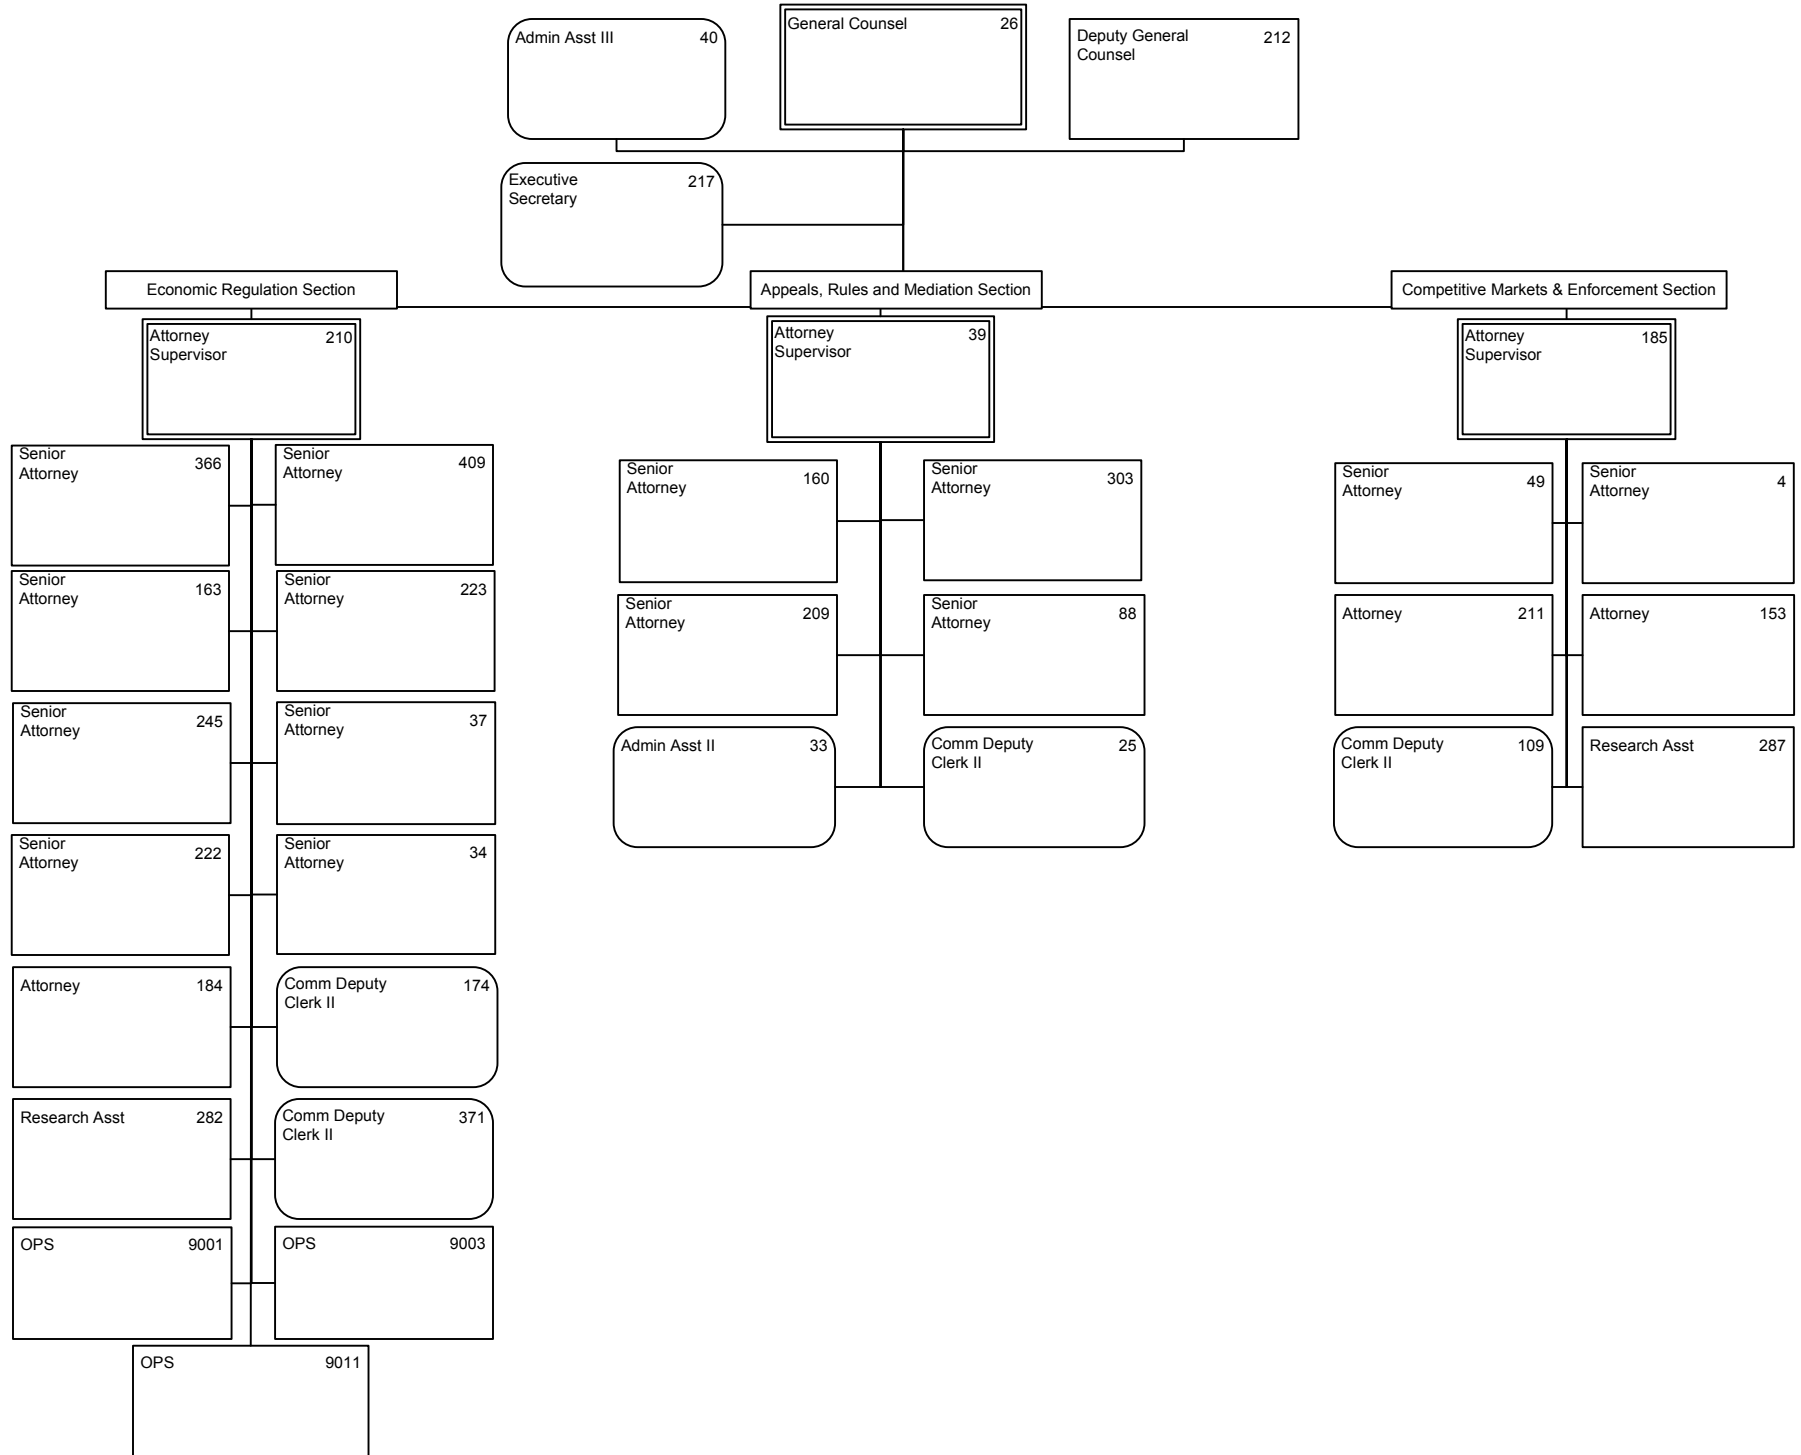 Admin Asst III 40
General Counsel 26
Deputy General 212
Counsel
Executive 217
Secretary
Economic Regulation Section
Appeals, Rules and Mediation Section
Competitive Markets & Enforcement Section
Attorney 210
Supervisor
Attorney 39
Supervisor
Attorney 185
Supervisor
Senior
Attorney 366
Senior
Attorney 409
Senior
Attorney 163
Senior
Attorney 223
Senior
Attorney 245
Senior
Attorney 37
Senior
Attorney 222
Senior
Attorney 34
Attorney 184
Comm Deputy 174
Clerk II
Research Asst 282
Comm Deputy 371
Clerk II
OPS 9001
OPS 9003
OPS 9011
Senior
Attorney 160
Senior
Attorney 303
Senior
Attorney 209
Senior
Attorney 88
Admin Asst II 33
Comm Deputy 25
Clerk II
Senior
Attorney 49
Senior
Attorney 4
Attorney 211
Attorney 153
Comm Deputy 109
Clerk II
Research Asst 287